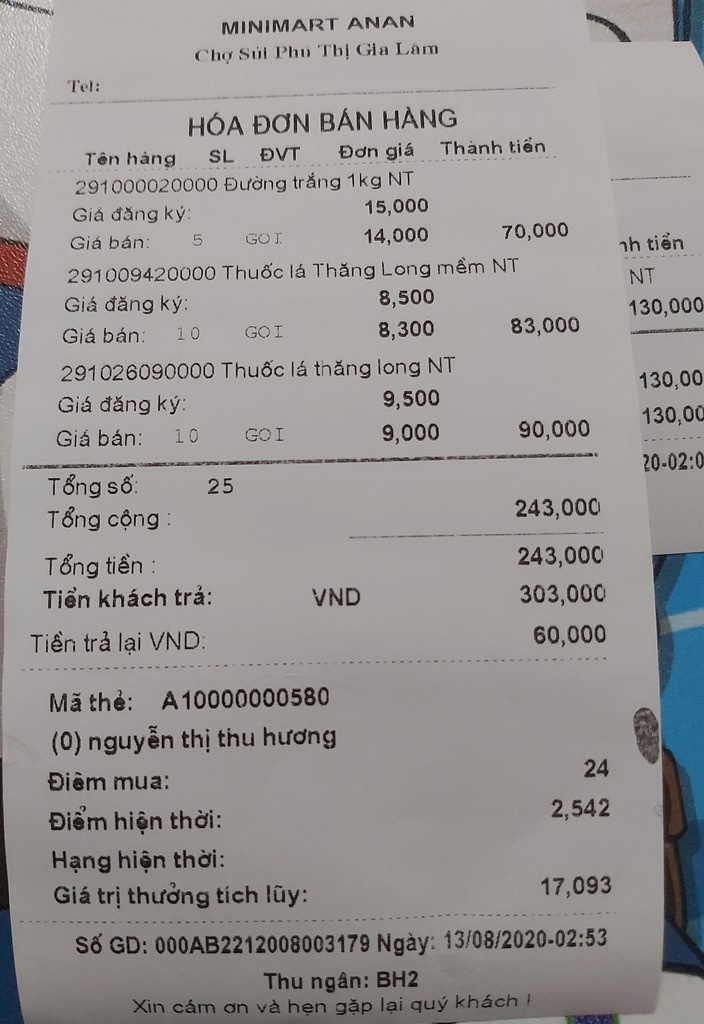 MINIMART ANAN
Chợ Sủi Phú Thị Gia Lâm
Tel:
HÓA ĐƠN BÁN HÀNG
Tên hàng SL ĐVT Đơn giá Thành tiền
291000020000 Đường trắng 1kg NT
Giá đăng ký: 15,000
Giá bán: 5 GOI 14,000 70,000
291009420000 Thuốc lá Thăng Long mềm NT
Giá đăng ký: 8,500
Giá bán: 10 GOI 8,300 83,000
291026090000 Thuốc lá thăng long NT
Giá đăng ký: 9,500
Giá bán: 10 GOI 9,000 90,000
Tổng số: 25
Tổng cộng : 243,000
Tổng tiền : 243,000
Tiền khách trả: VND 303,000
Tiền trả lại VND: 60,000
Mã thẻ: A10000000580
(0) nguyễn thị thu hương
Điểm mua: 24
Điểm hiện thời: 2,542
Hạng hiện thời:
Giá trị thưởng tích lũy: 17,093
Số GD: 000AB2212008003179 Ngày: 13/08/2020-02:53
Thu ngân: BH2
Xin cám ơn và hẹn gặp lại quý khách !
nh tiền
NT
130,000
130,00
130,00
20-02:0